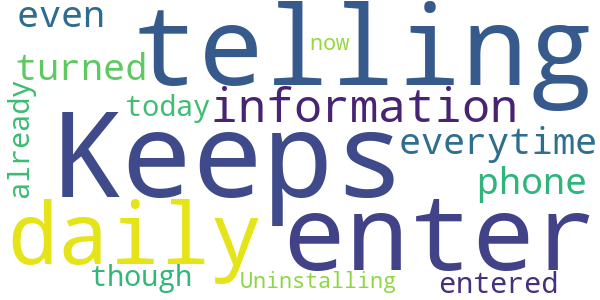 even
telling
now
turned
today
information
already
Keeps
everytime
phone
daily
enter
though
Uninstalling
entered